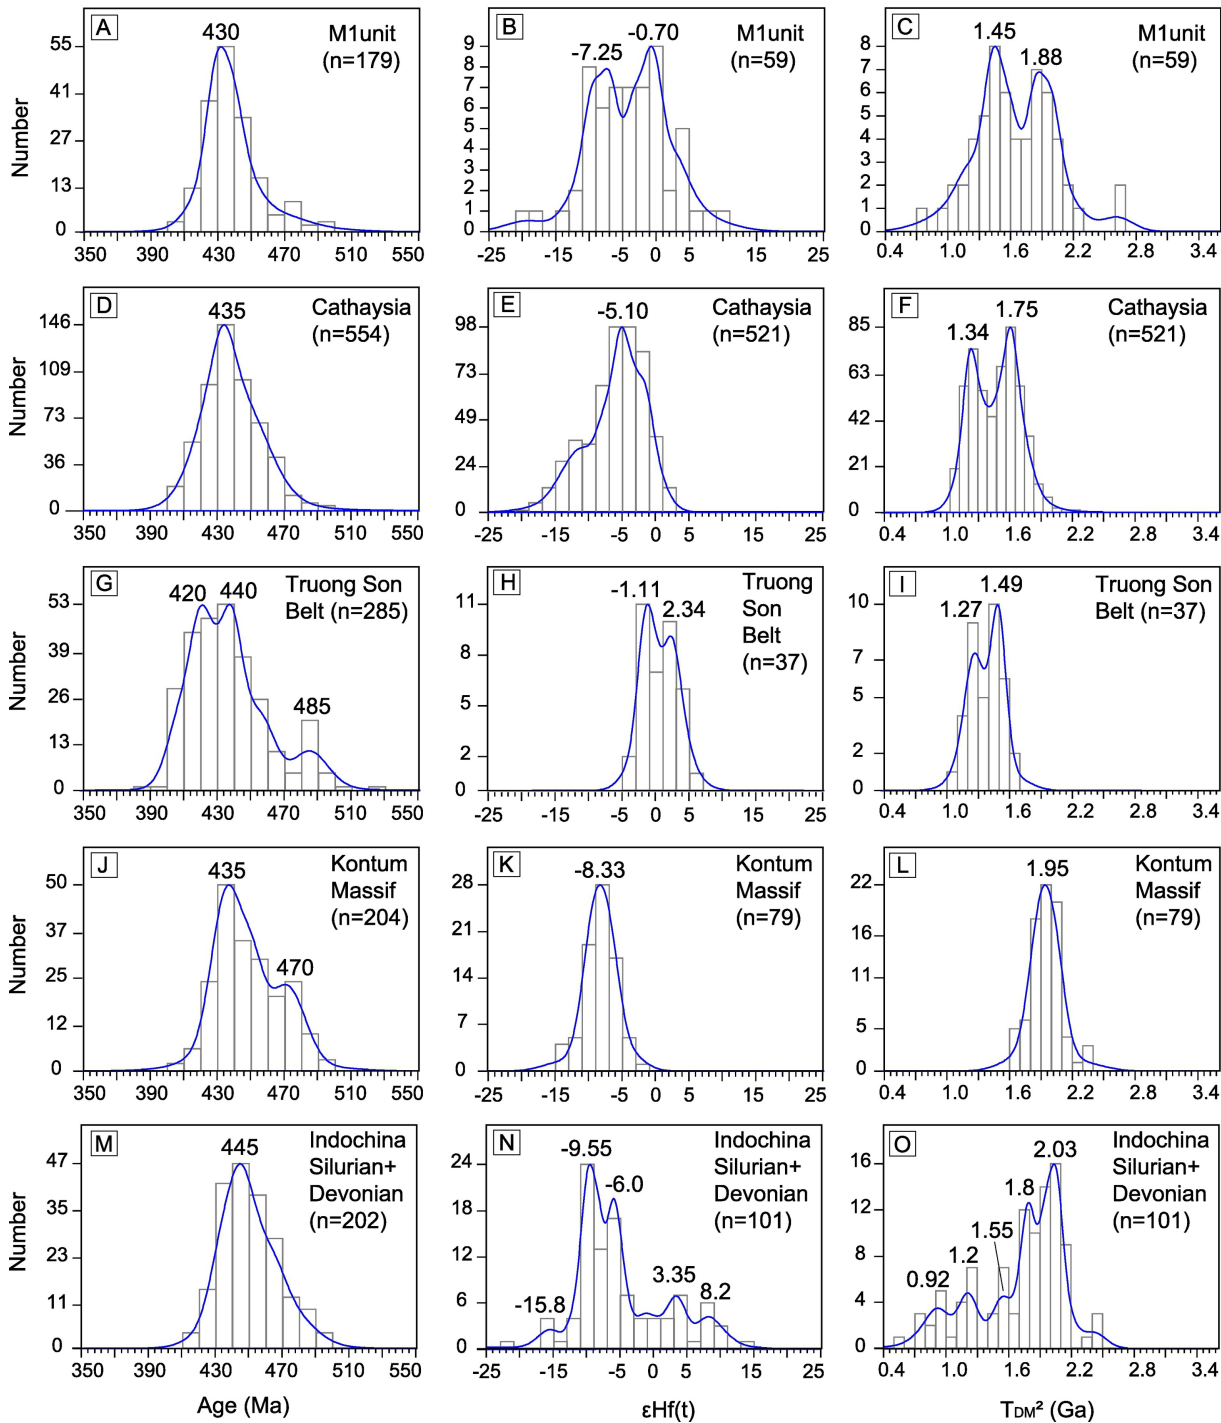 A
430
M1unit
(n=179)
55
41
27
13
0
Number
350 390 430 470 510 550
B
-7.25
-0.70
M1unit
(n=59)
9
8
7
7
6
5
4
3
2
2
1
0
-25 -15 -5 0 5 15 25
C
1.45
1.88
M1unit
(n=59)
8
7
6
5
4
3
2
1
0
0.4 1.0 1.6 2.2 2.8 3.4
D
435
Cathaysia
(n=554)
146
109
73
36
0
Number
350 390 430 470 510 550
E
-5.10
Cathaysia
(n=521)
98
73
49
24
0
-25 -15 -5 0 5 15 25
F
1.34
1.75
Cathaysia
(n=521)
85
63
42
21
0
0.4 1.0 1.6 2.2 2.8 3.4
G
420 440
485
Truong Son
Belt (n=285)
53
39
26
13
0
Number
350 390 430 470 510 550
H
-1.11
2.34
Truong
Son
Belt
(n=37)
11
8
5
2
0
-25 -15 -5 0 5 15 25
I
1.27
1.49
Truong Son
Belt (n=37)
10
7
5
2
0
0.4 1.0 1.6 2.2 2.8 3.4
J
435
470
Kontum
Massif
(n=204)
50
37
25
12
0
Number
350 390 430 470 510 550
K
-8.33
Kontum
Massif
(n=79)
28
21
14
7
0
-25 -15 -5 0 5 15 25
L
1.95
Kontum
Massif
(n=79)
22
16
11
5
0
0.4 1.0 1.6 2.2 2.8 3.4
M
445
Indochina
Silurian+
Devonian
(n=202)
47
35
23
11
0
Number
350 390 430 470 510 550
Age (Ma)
N
-9.55
-6.0
-15.8
3.35
8.2
Indochina
Silurian+
Devonian
(n=101)
24
18
12
6
0
-25 -15 -5 0 5 15 25
εHf(t)
O
0.92
1.2
1.55
1.8
2.03
Indochina
Silurian+
Devonian
(n=101)
16
12
8
4
0
0.4 1.0 1.6 2.2 2.8 3.4
TDM² (Ga)